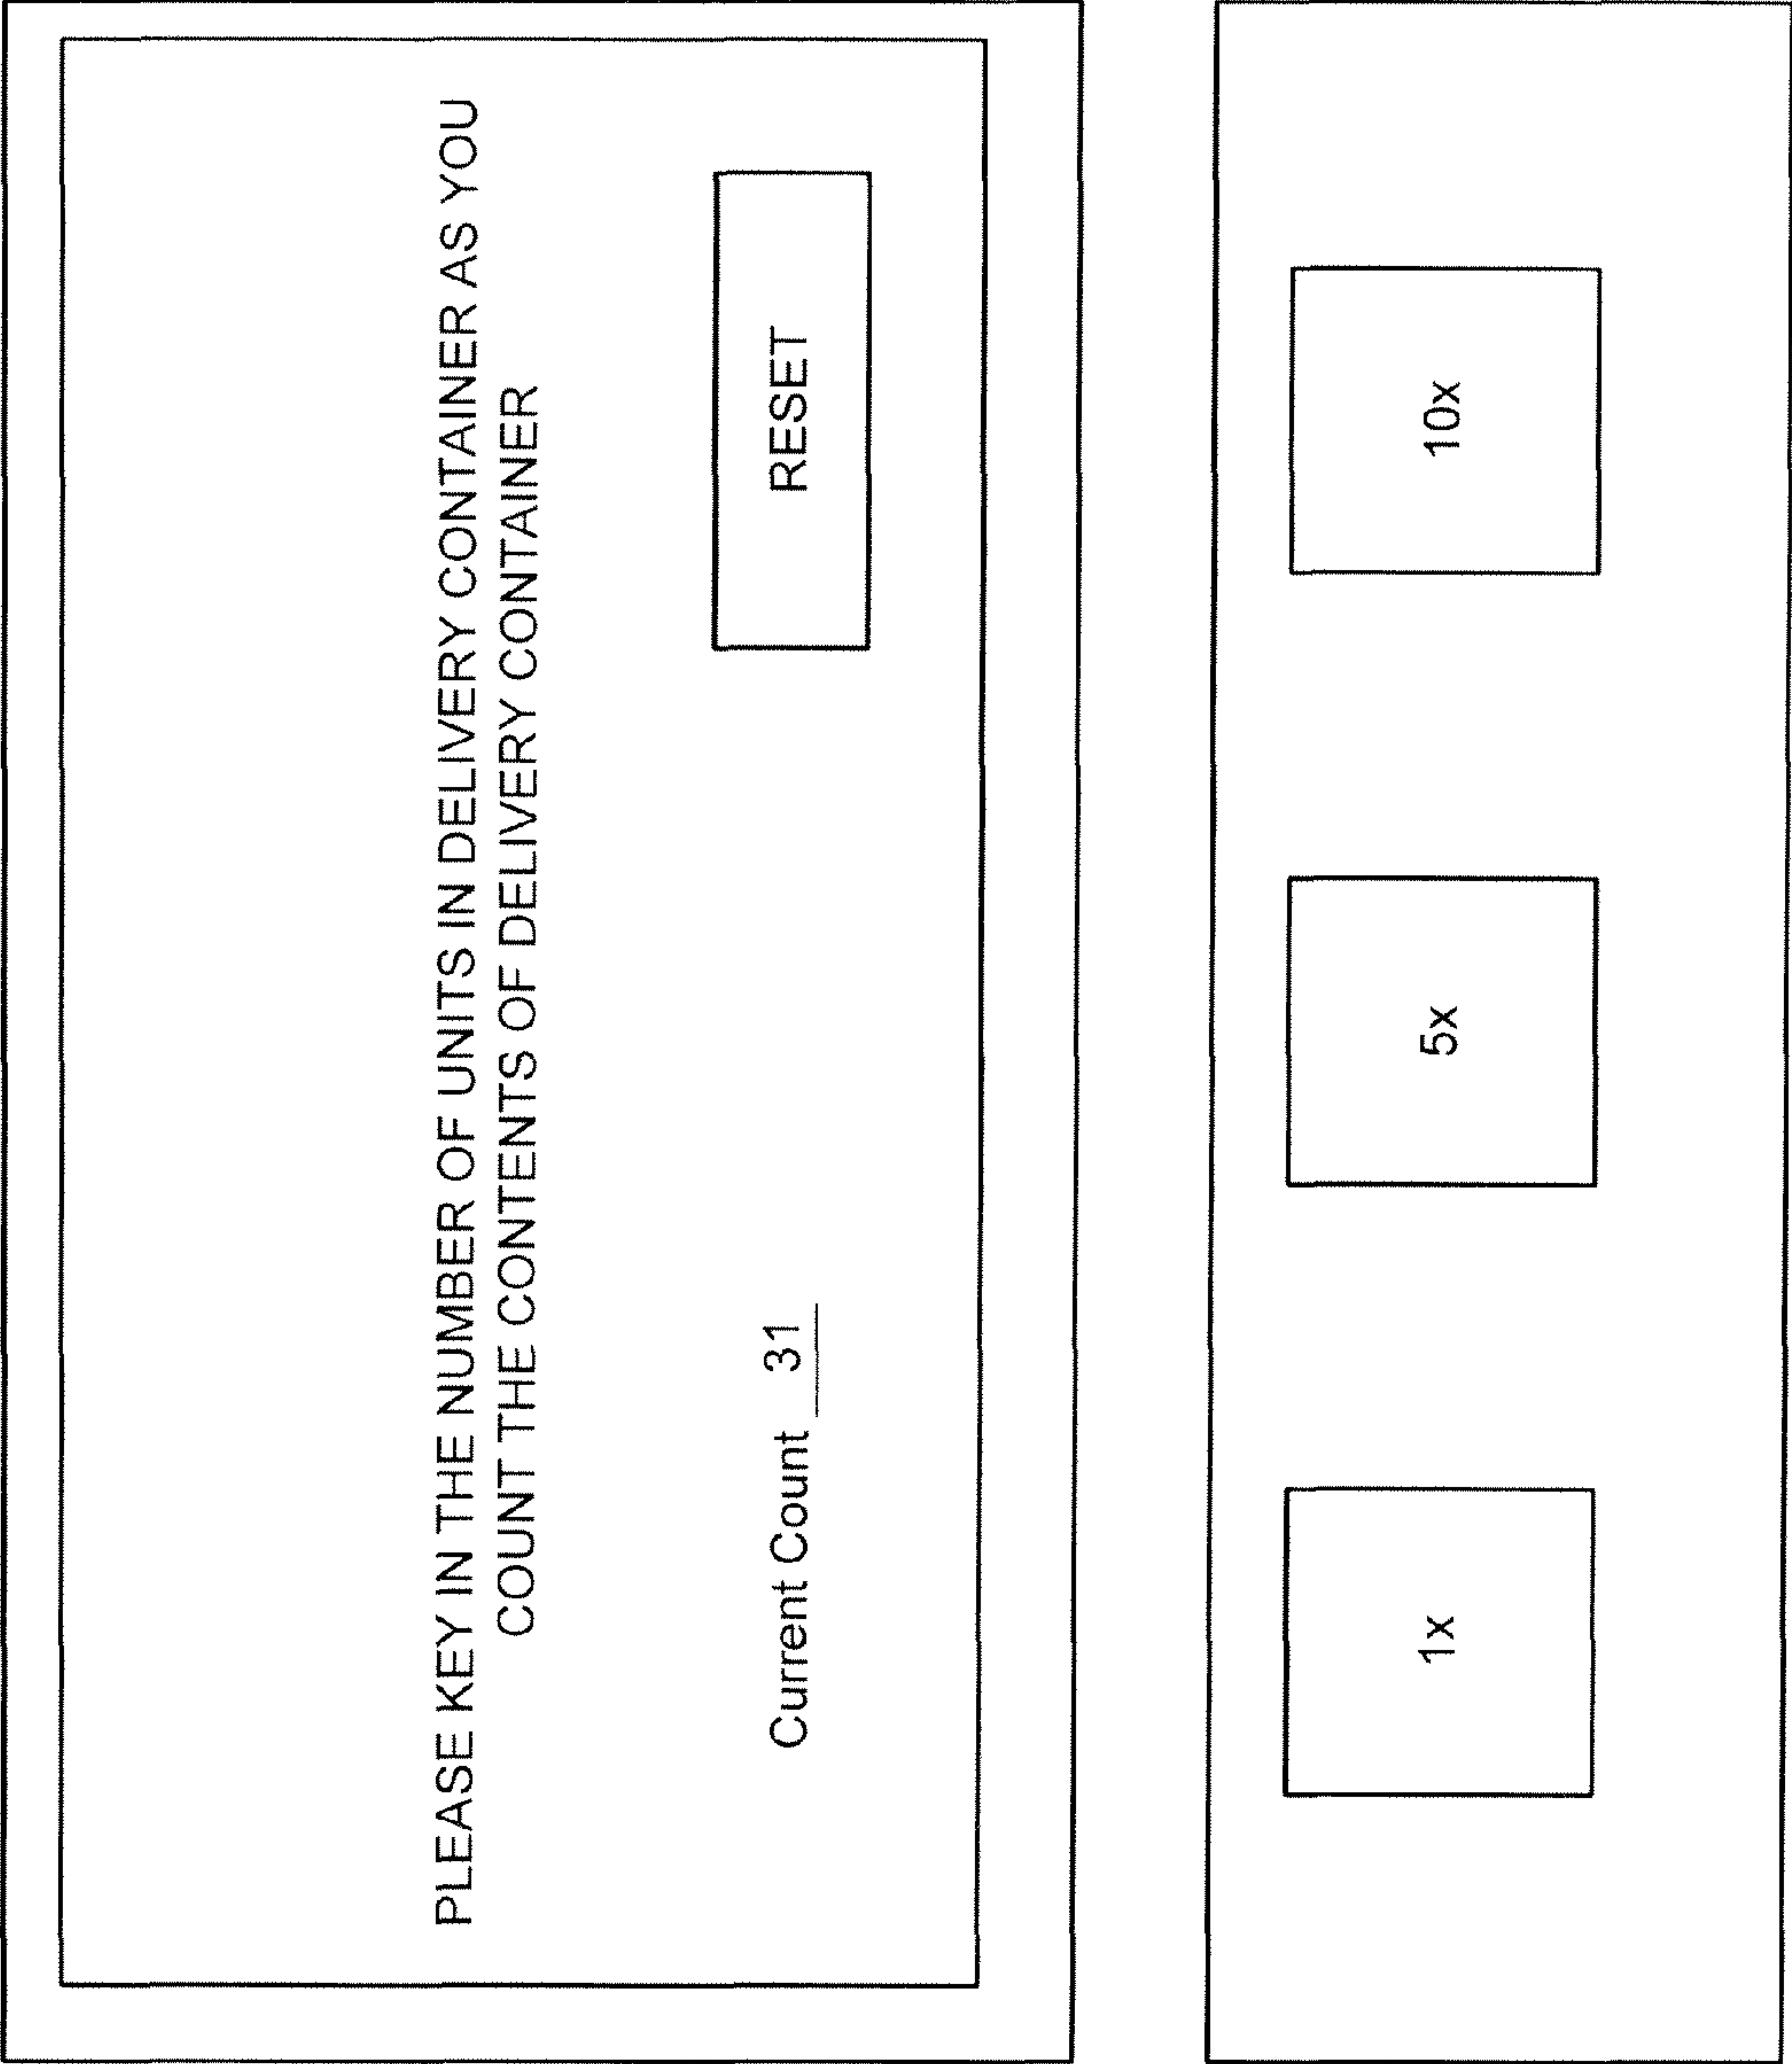 PLEASE KEY IN THE NUMBER OF UNITS IN DELIVERY CONTAINER AS YOU
COUNT THE CONTENTS OF DELIVERY CONTAINER
Current Count 31
RESET
1x
5x
10x